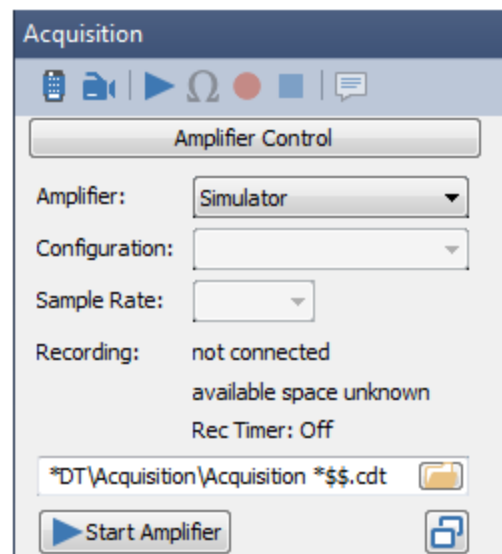 Acquisition
Amplifier Control
Amplifier: Simulator
Configuration:
Sample Rate:
Recording: not connected
available space unknown
Rec Timer: Off
*DT\Acquisition\Acquisition *$$.cdt
Start Amplifier